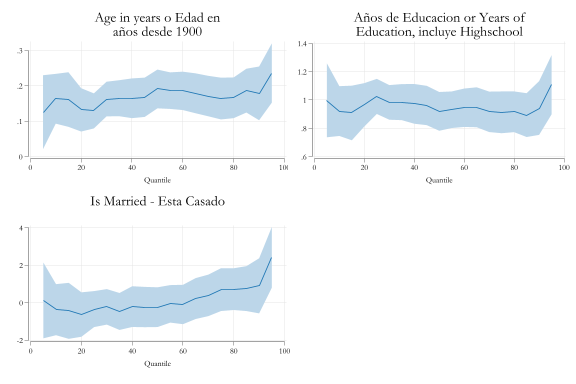 Age in years o Edad en
años desde 1900
.3
.2
.1
0
0 20 40 60 80 100
Quantile
Años de Educacion or Years of
Education, incluye Highschool
1.4
1.2
1
.8
.6
0 20 40 60 80 100
Quantile
Is Married - Esta Casado
4
2
0
-2
0 20 40 60 80 100
Quantile